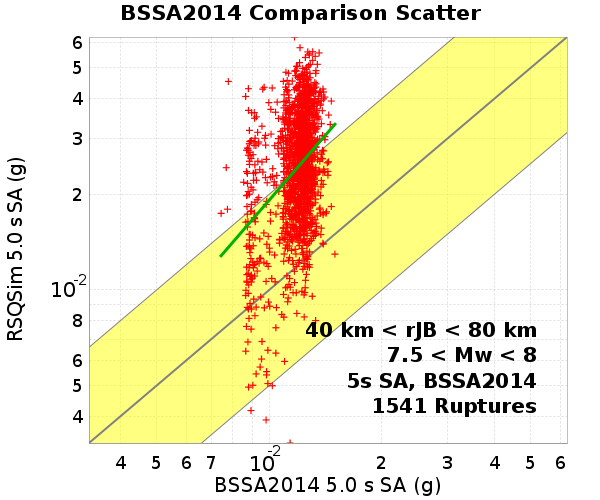 BSSA2014 Comparison Scatter
RSQSim 5.0 s SA (g)
6
5
4
3
2
10-2
8
6
5
4
40 km < rJB < 80 km
7.5 < Mw < 8
5s SA, BSSA2014
1541 Ruptures
4 5 6 7 10-2 2 3 4 5 6
BSSA2014 5.0 s SA (g)